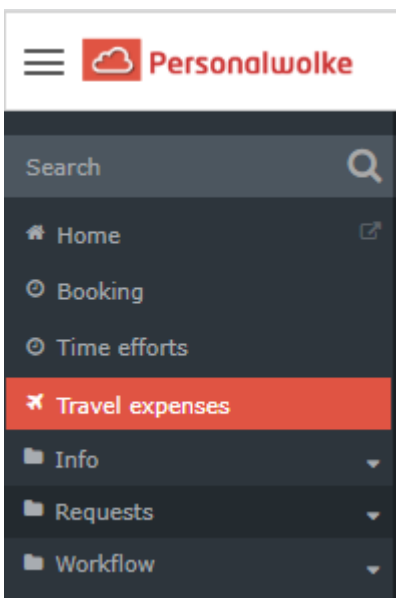 Personalwolke
Search
Home
Booking
Time efforts
Travel expenses
Info
Requests
Workflow